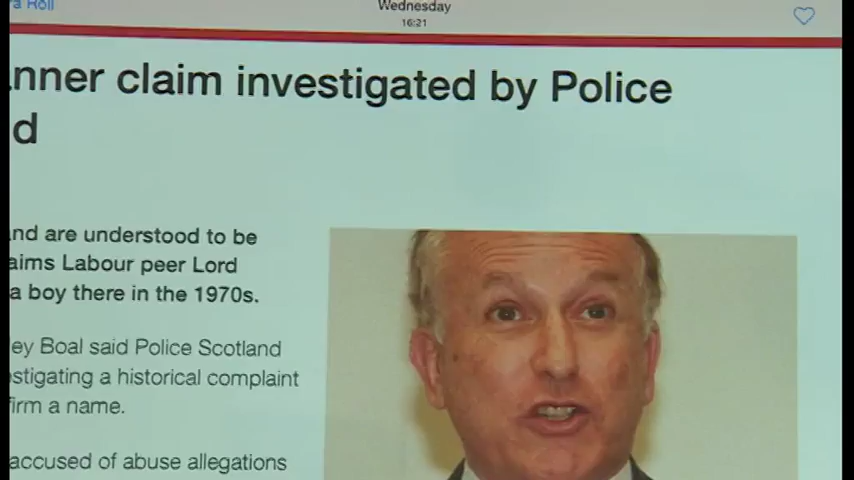 a Roll
Wednesday
16:21
nner claim investigated by Police
d
nd are understood to be
aims Labour peer Lord
a boy there in the 1970s.
ey Boal said Police Scotland
stigating a historical complaint
firm a name.
accused of abuse allegations